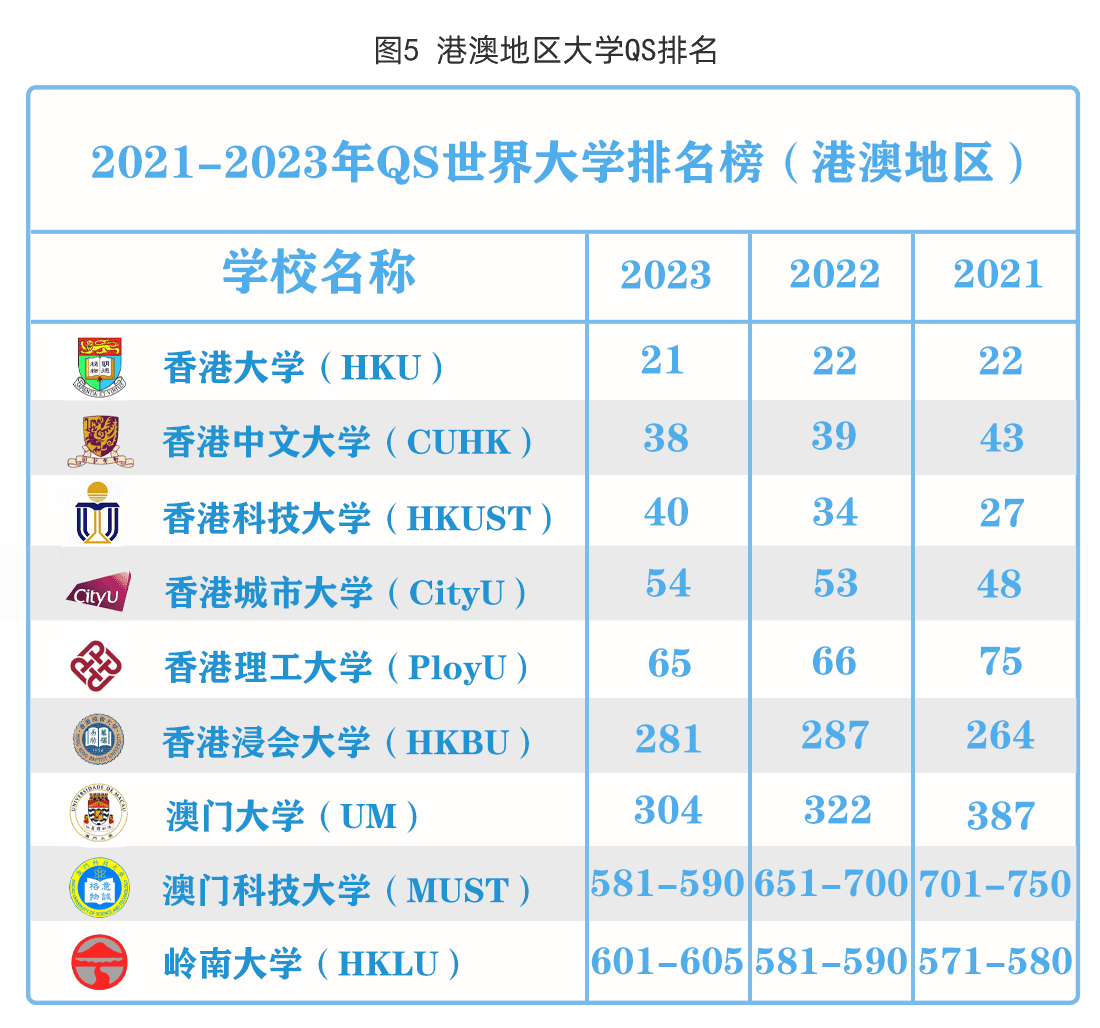 图5 港澳地区大学QS排名
2021-2023年QS世界大学排名榜（港澳地区）
学校名称 2023 2022 2021
香港大学（HKU） 21 22 22
香港中文大学（CUHK） 38 39 43
香港科技大学（HKUST） 40 34 27
CityU 香港城市大学（CityU） 54 53 48
香港理工大学（PloyU） 65 66 75
香港浸会大学（HKBU） 281 287 264
澳门大学（UM） 304 322 387
澳门科技大学（MUST） 581-590 651-700 701-750
岭南大学（HKLU） 601-605 581-590 571-580